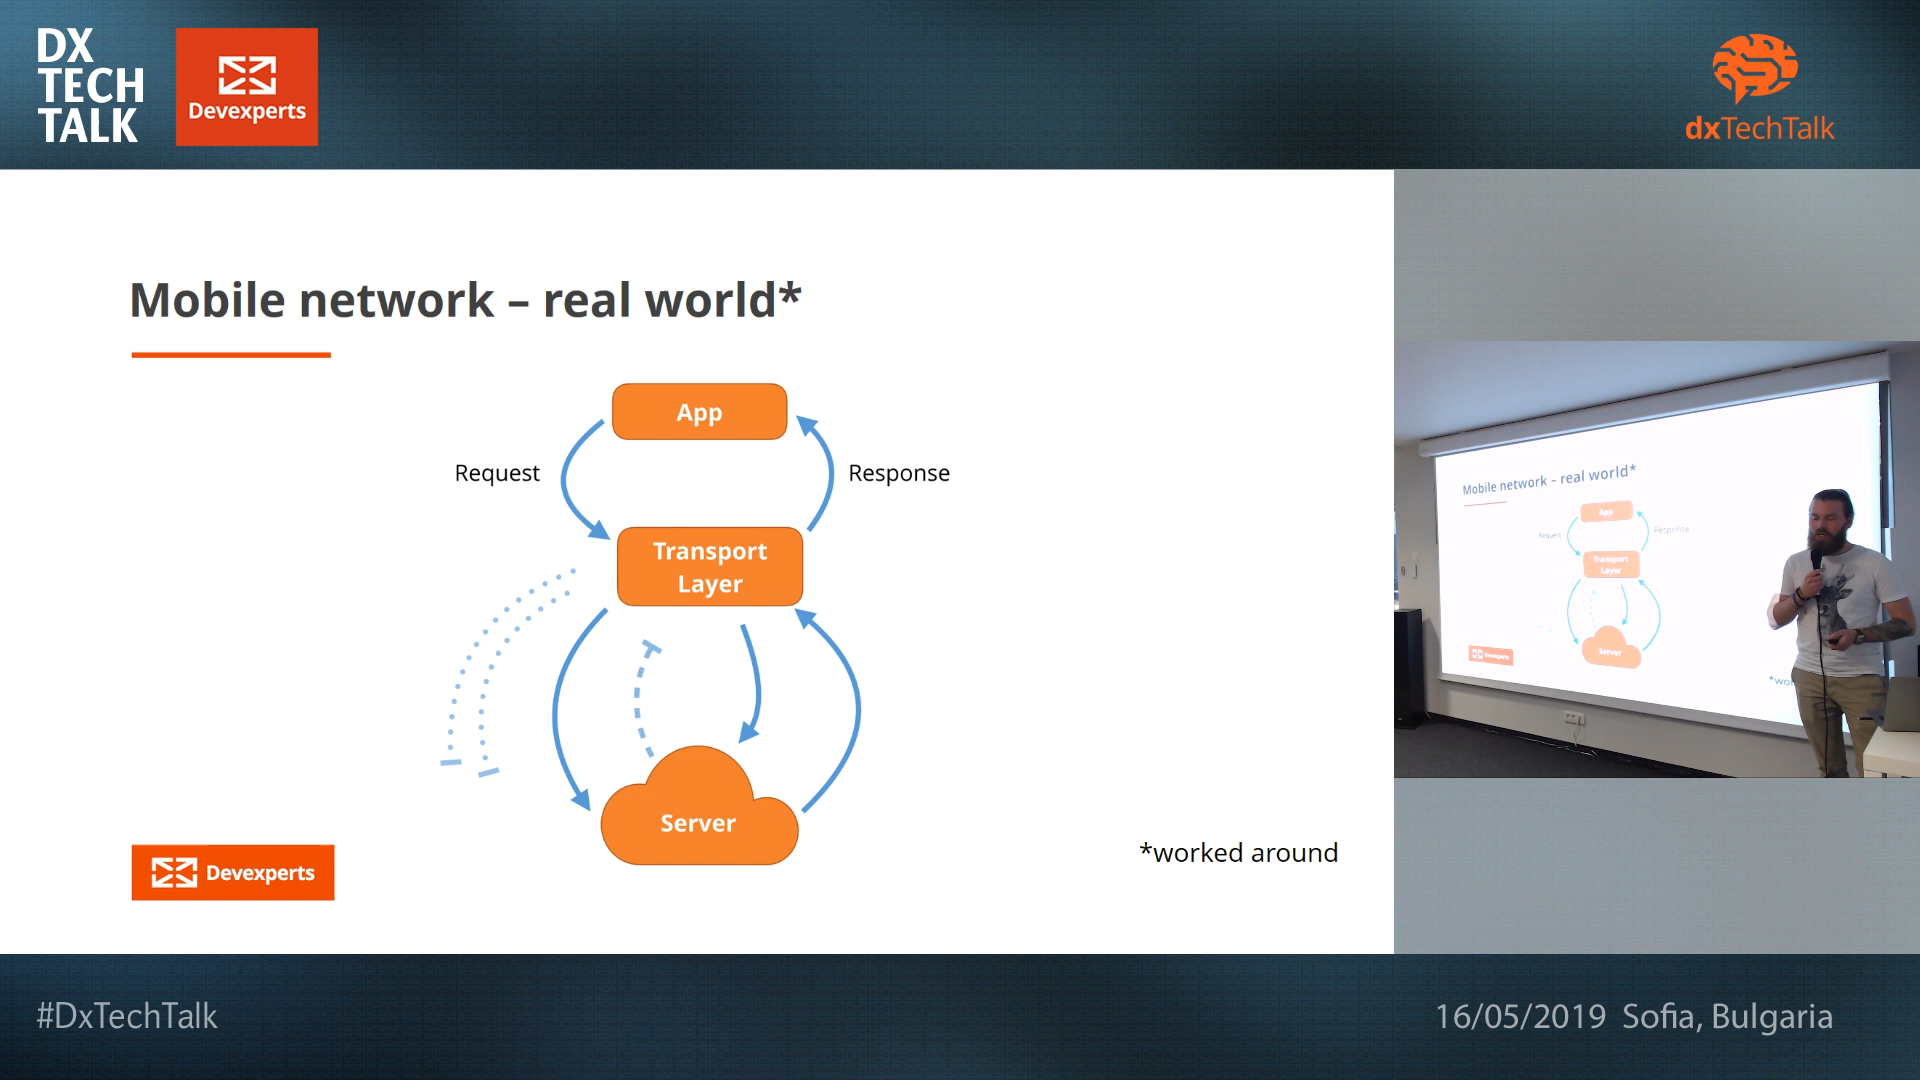 DX
TECH
TALK
Devexperts
dxTechTalk
Mobile network – real world*
App
Request
Response
Transport
Layer
Server
*worked around
Devexperts
Mobile network – real world*
App
Request
Response
Transport
Layer
Server
Devexperts
#DxTechTalk
16/05/2019 Sofia, Bulgaria